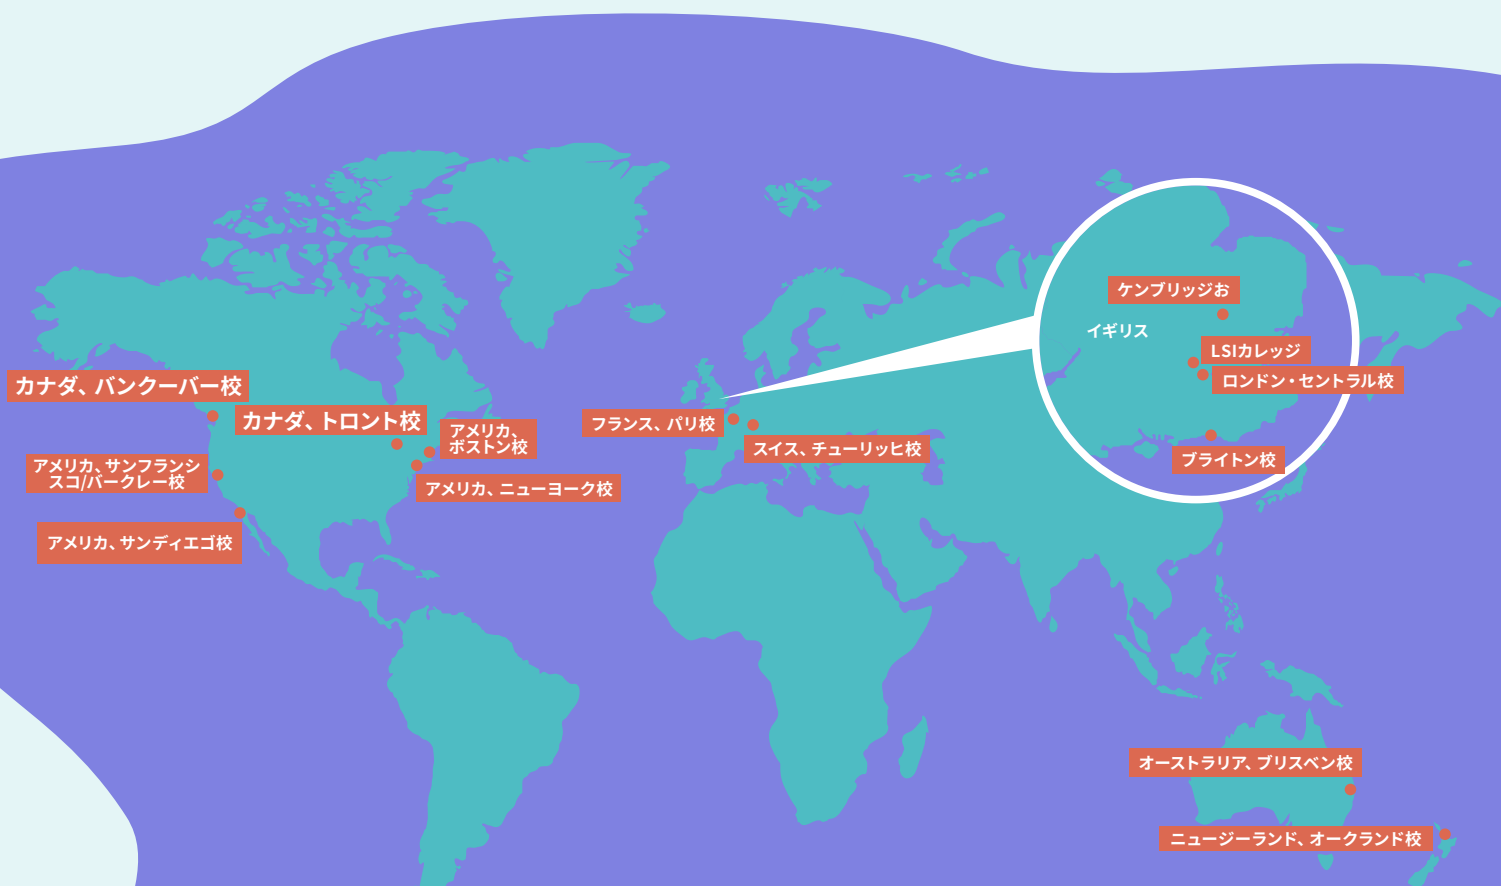 ケンブリッジお
イギリス
LSIカレッジ
ロンドン・セントラル校
ブライトン校
カナダ、バンクーバー校
カナダ、トロント校
アメリカ、
ボストン校
フランス、パリ校
スイス、チューリッヒ校
アメリカ、サンフランシ
スコ/バークレー校
アメリカ、ニューヨーク校
アメリカ、サンディエゴ校
オーストラリア、ブリスベン校
ニュージーランド、オークランド校